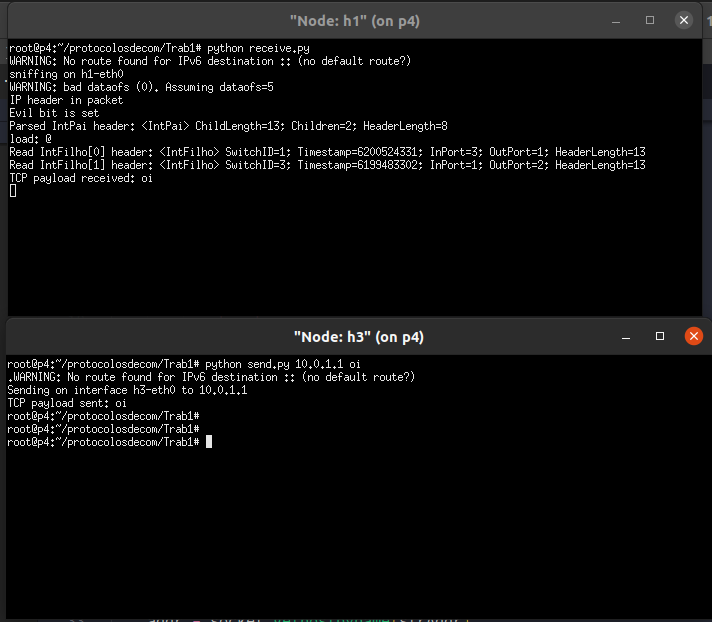 "Node: h1" (on p4)
root@p4:~/protocolosdecom/Trab1# python receive.py
WARNING: No route found for IPv6 destination :: (no default route?)
sniffing on h1-eth0
WARNING: bad dataofs (0). Assuming dataofs=5
IP header in packet
Evil bit is set
Parsed IntPai header: <IntPai> ChildLength=13; Children=2; HeaderLength=8
load: @
Read IntFilho[0] header: <IntFilho> SwitchID=1; Timestamp=6200524331; InPort=3; OutPort=1; HeaderLength=13
Read IntFilho[1] header: <IntFilho> SwitchID=3; Timestamp=6199483302; InPort=1; OutPort=2; HeaderLength=13
TCP payload received: oi
"Node: h3" (on p4)
root@p4:~/protocolosdecom/Trab1# python send.py 10.0.1.1 oi
.WARNING: No route found for IPv6 destination :: (no default route?)
Sending on interface h3-eth0 to 10.0.1.1
TCP payload sent: oi
root@p4:~/protocolosdecom/Trab1#
root@p4:~/protocolosdecom/Trab1#
root@p4:~/protocolosdecom/Trab1#